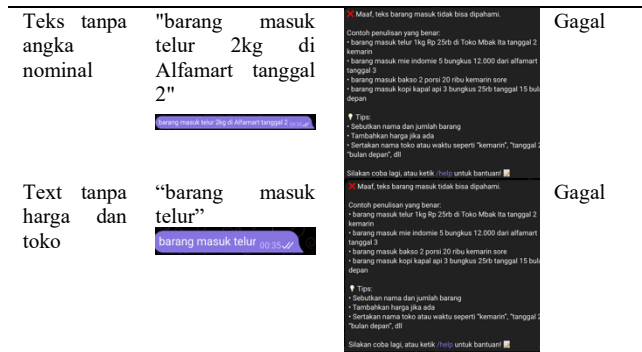 Teks tanpa
angka
nominal
"barang masuk
telur 2kg di
Alfamart tanggal
2"
barang masuk telur 2kg di Alfamart tanggal 2
❌ Maaf, teks barang masuk tidak bisa dipahami.
Contoh penulisan yang benar:
• barang masuk telur 1kg Rp 25rb di Toko Mbak Ita tanggal 2
kemarin
• barang masuk mie indomie 5 bungkus 12.000 dari alfamart
tanggal 3
• barang masuk bakso 2 porsi 20 ribu kemarin sore
• barang masuk kopi kapal api 3 bungkus 25rb tanggal 15 bul
depan
💡 Tips:
• Sebutkan nama dan jumlah barang
• Tambahkan harga jika ada
• Sertakan nama toko atau waktu seperti "kemarin", "tanggal 2
"bulan depan", dll
Silakan coba lagi, atau ketik /help untuk bantuan! 📝
Gagal
Text tanpa
harga dan
toko
“barang masuk
telur”
barang masuk telur 00:35
❌ Maaf, teks barang masuk tidak bisa dipahami.
Contoh penulisan yang benar:
• barang masuk telur 1kg Rp 25rb di Toko Mbak Ita tanggal 2
kemarin
• barang masuk mie indomie 5 bungkus 12.000 dari alfamart
tanggal 3
• barang masuk bakso 2 porsi 20 ribu kemarin sore
• barang masuk kopi kapal api 3 bungkus 25rb tanggal 15 bul
depan
💡 Tips:
• Sebutkan nama dan jumlah barang
• Tambahkan harga jika ada
• Sertakan nama toko atau waktu seperti "kemarin", "tanggal 2
"bulan depan", dll
Silakan coba lagi, atau ketik /help untuk bantuan! 📝
Gagal